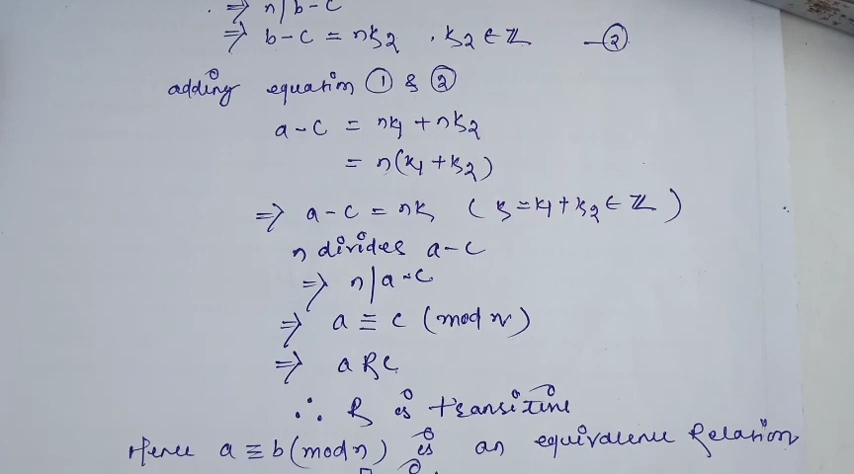 . ⇒ n/b-c
⇒ b-c = nk₂ , k₂ ∈ ℤ —②
adding equation ① & ②
a-c = nk₁ + nk₂
= n(k₁+k₂)
⇒ a-c = nk ( k = k₁+k₂ ∈ ℤ )
n divides a-c
⇒ n/a-c
⇒ a ≡ c (mod n)
⇒ aRc
∴ R is transitive
Hence a ≡ b (mod n) is an equivalence Relation